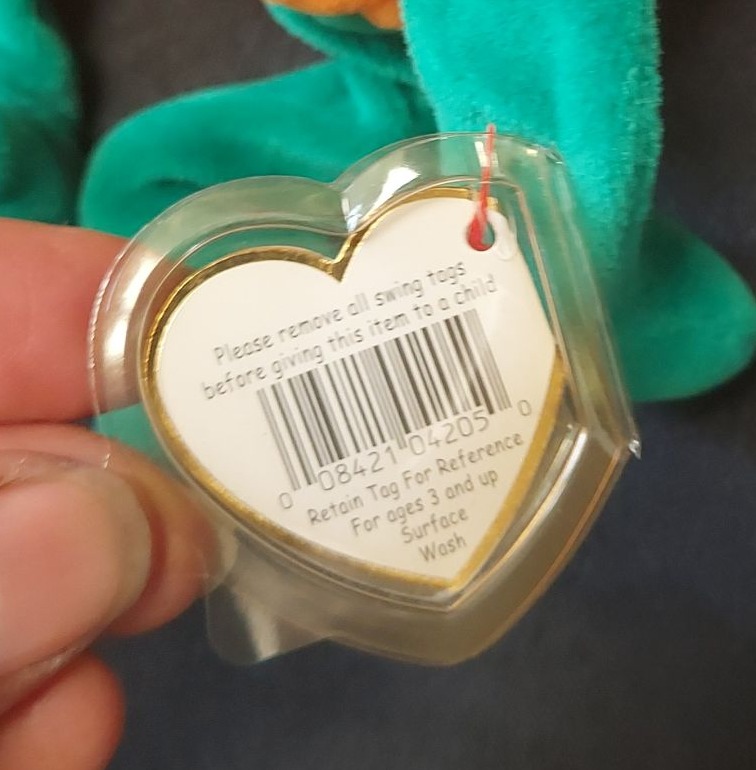 Please remove all swing tags
before giving this item to a child
0 08421 04205 0
Retain Tag For Reference
For ages 3 and up
Surface
Wash